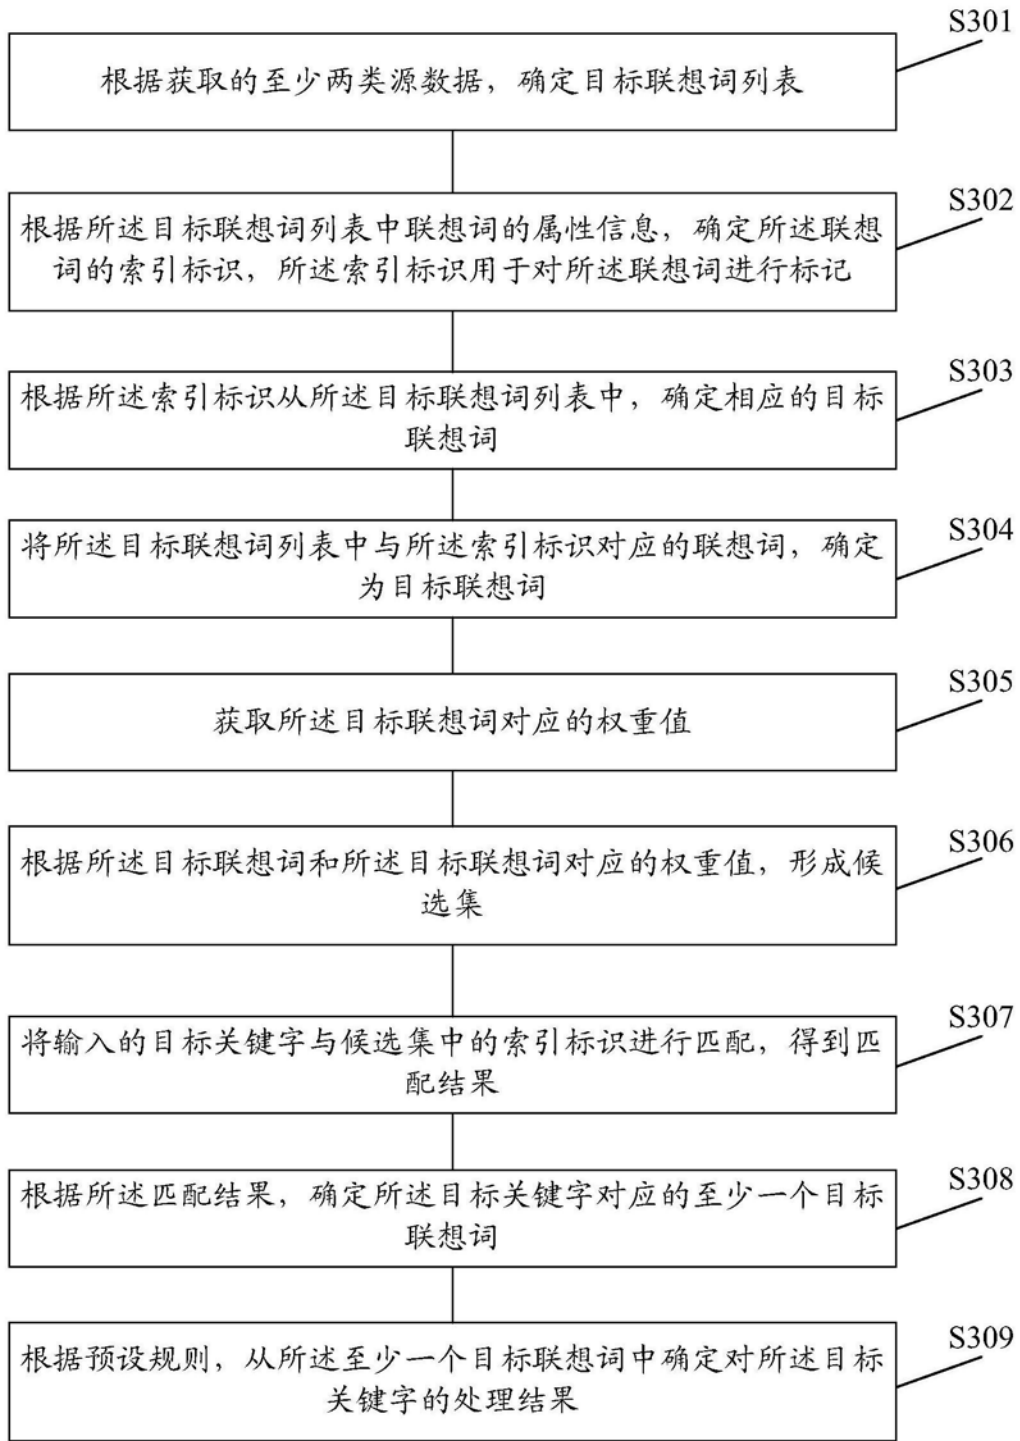 S301
根据获取的至少两类源数据，确定目标联想词列表
S302
根据所述目标联想词列表中联想词的属性信息，确定所述联想
词的索引标识，所述索引标识用于对所述联想词进行标记
S303
根据所述索引标识从所述目标联想词列表中，确定相应的目标
联想词
S304
将所述目标联想词列表中与所述索引标识对应的联想词，确定
为目标联想词
S305
获取所述目标联想词对应的权重值
S306
根据所述目标联想词和所述目标联想词对应的权重值，形成候
选集
S307
将输入的目标关键字与候选集中的索引标识进行匹配，得到匹
配结果
S308
根据所述匹配结果，确定所述目标关键字对应的至少一个目标
联想词
S309
根据预设规则，从所述至少一个目标联想词中确定对所述目标
关键字的处理结果